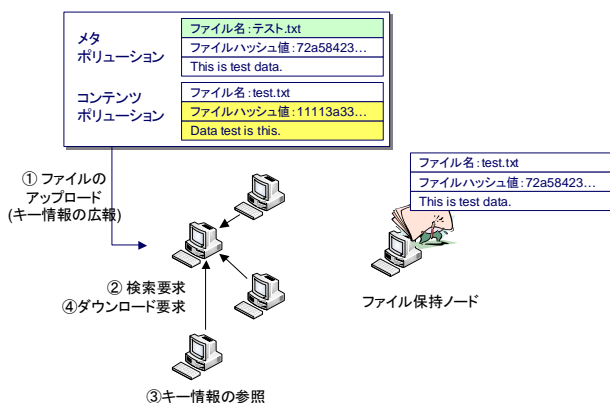 メタ
ポリューション
ファイル名:テスト.txt
ファイルハッシュ値:72a58423…
This is test data.
コンテンツ
ポリューション
ファイル名:test.txt
ファイルハッシュ値:11113a33…
Data test is this.
① ファイルの
アップロード
(キー情報の広報)
② 検索要求
④ダウンロード要求
③キー情報の参照
ファイル名:test.txt
ファイルハッシュ値:72a58423…
This is test data.
ファイル保持ノード